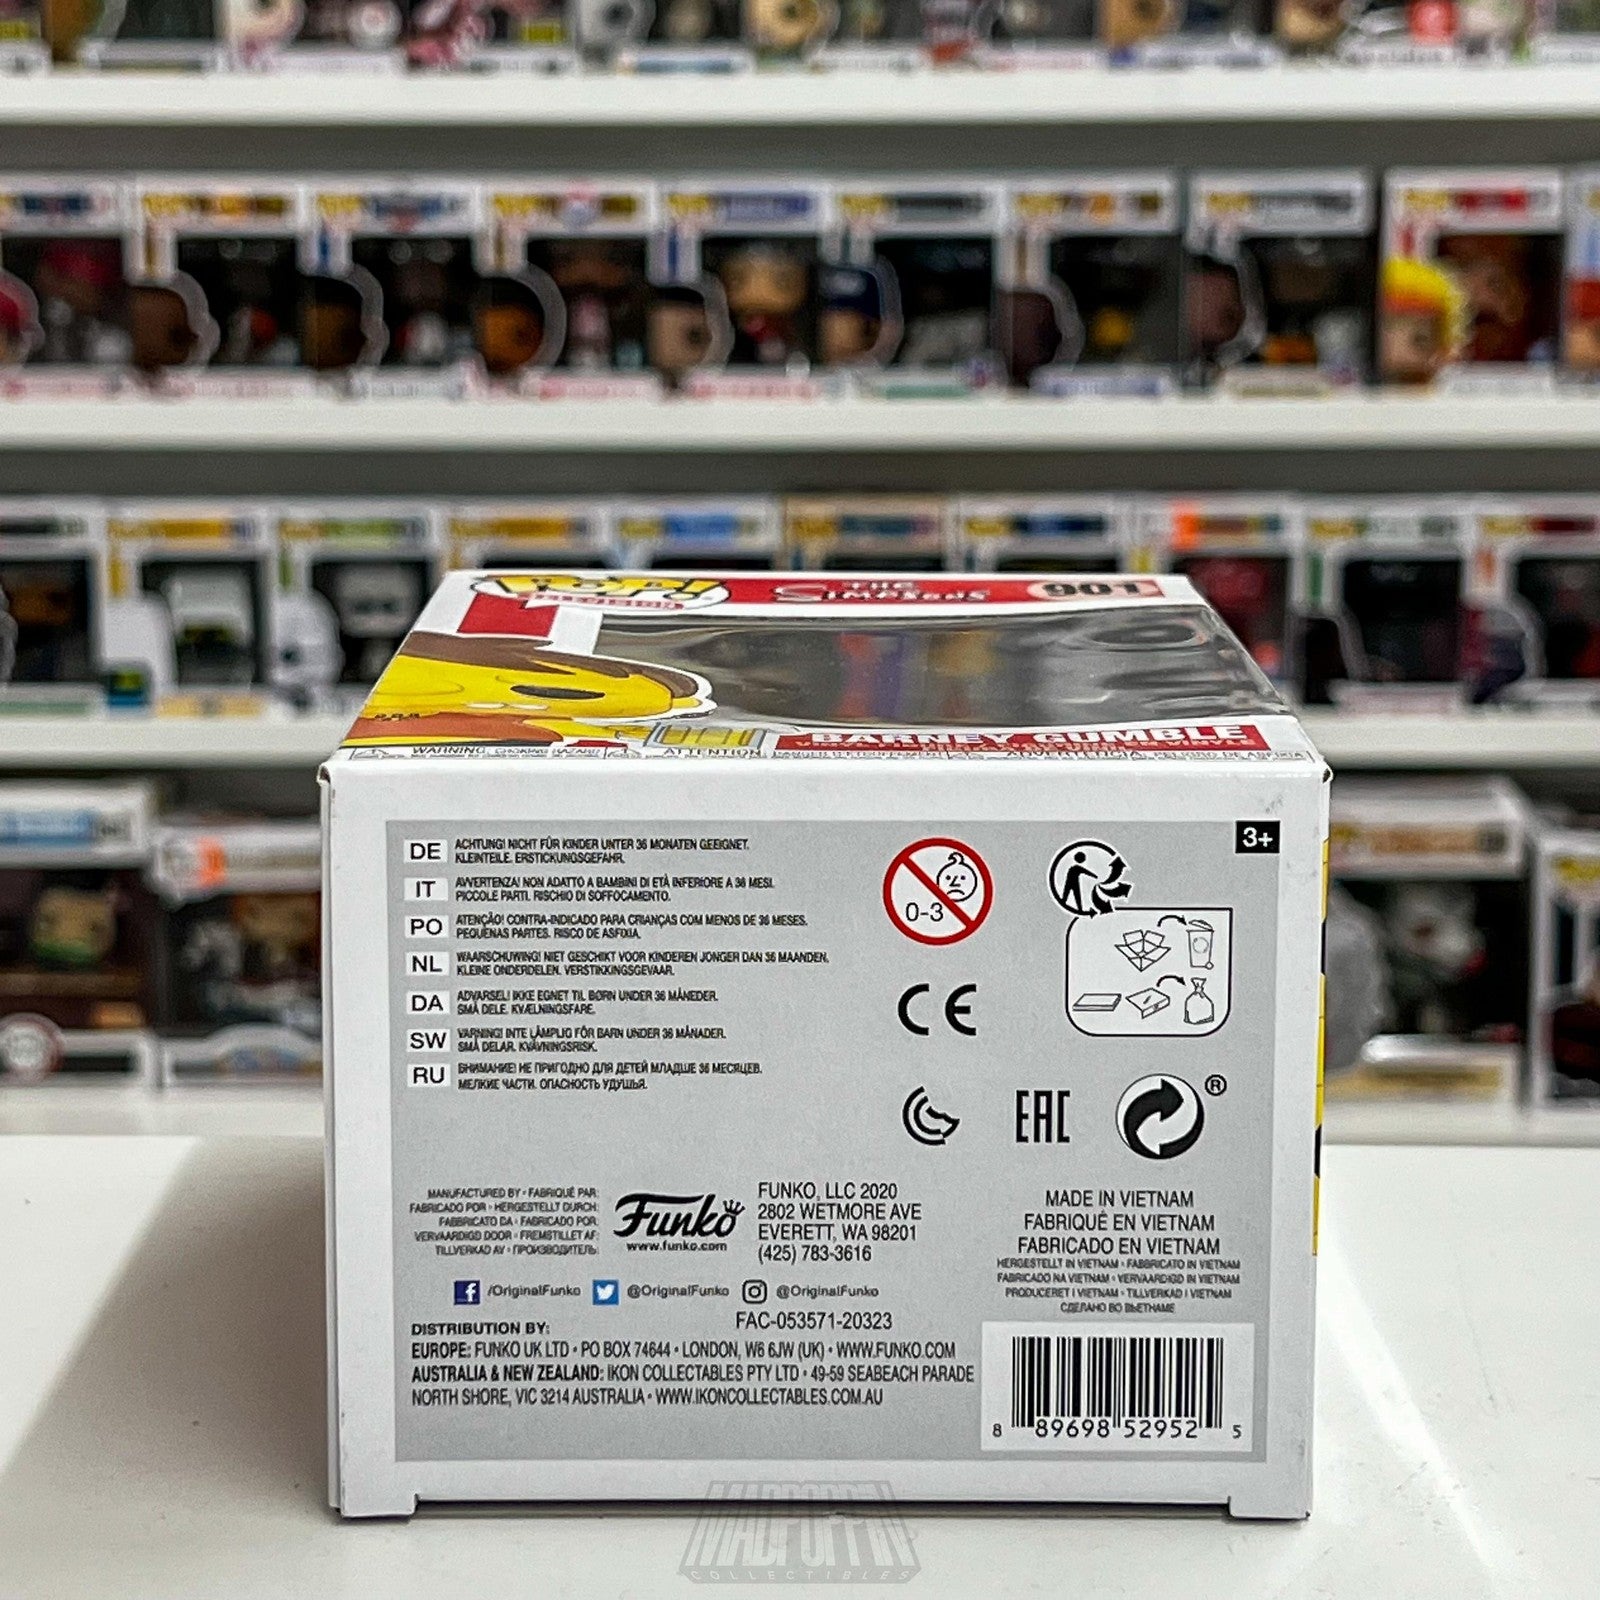 POP!
TELEVISION
THE
SIMPSONS
901
BARNEY GUMBLE
WARNING: CHOKING HAZARD
ATTENTION:
3+
DE ACHTUNG! NICHT FÜR KINDER UNTER 36 MONATEN GEEIGNET.
KLEINTEILE. ERSTICKUNGSGEFAHR.
IT AVVERTENZA! NON ADATTO A BAMBINI DI ETÀ INFERIORE A 36 MESI.
PICCOLE PARTI. RISCHIO DI SOFFOCAMENTO.
PO ATENÇÃO! CONTRA-INDICADO PARA CRIANÇAS COM MENOS DE 36 MESES.
PEQUENAS PARTES. RISCO DE ASFIXIA.
NL WAARSCHUWING! NIET GESCHIKT VOOR KINDEREN JONGER DAN 36 MAANDEN.
KLEINE ONDERDELEN. VERSTIKKINGSGEVAAR.
DA ADVARSEL! IKKE EGNET TIL BØRN UNDER 36 MÅNEDER.
SMÅ DELE. KVÆLNINGSFARE.
SW VARNING! INTE LÄMPLIG FÖR BARN UNDER 36 MÅNADER.
SMÅ DELAR. KVÄVNINGSRISK.
RU ВНИМАНИЕ! НЕ ПРИГОДНО ДЛЯ ДЕТЕЙ МЛАДШЕ 36 МЕСЯЦЕВ.
МЕЛКИЕ ЧАСТИ. ОПАСНОСТЬ УДУШЬЯ.
0-3
CE
EAC
®
MANUFACTURED BY • FABRIQUÉ PAR:
FABRICADO POR • HERGESTELLT DURCH:
FABBRICATO DA • FABRICADO POR:
VERVAARDIGD DOOR • FREMSTILLET AF:
TILLVERKAD AV • ПРОИЗВОДИТЕЛЬ:
Funko
www.funko.com
FUNKO, LLC 2020
2802 WETMORE AVE
EVERETT, WA 98201
(425) 783-3616
MADE IN VIETNAM
FABRIQUÉ EN VIETNAM
FABRICADO EN VIETNAM
HERGESTELLT IN VIETNAM • FABBRICATO IN VIETNAM
FABRICADO NA VIETNAM • VERVAARDIGD IN VIETNAM
PRODUCERET I VIETNAM • TILLVERKAD I VIETNAM
СДЕЛАНО ВО ВЬЕТНАМЕ
/OriginalFunko @OriginalFunko @OriginalFunko
FAC-053571-20323
DISTRIBUTION BY:
EUROPE: FUNKO UK LTD • PO BOX 74644 • LONDON, W6 6JW (UK) • WWW.FUNKO.COM
AUSTRALIA & NEW ZEALAND: IKON COLLECTABLES PTY LTD • 49-59 SEABEACH PARADE
NORTH SHORE, VIC 3214 AUSTRALIA • WWW.IKONCOLLECTABLES.COM.AU
8 89698 52952 5
MADPOPPIN
COLLECTIBLES